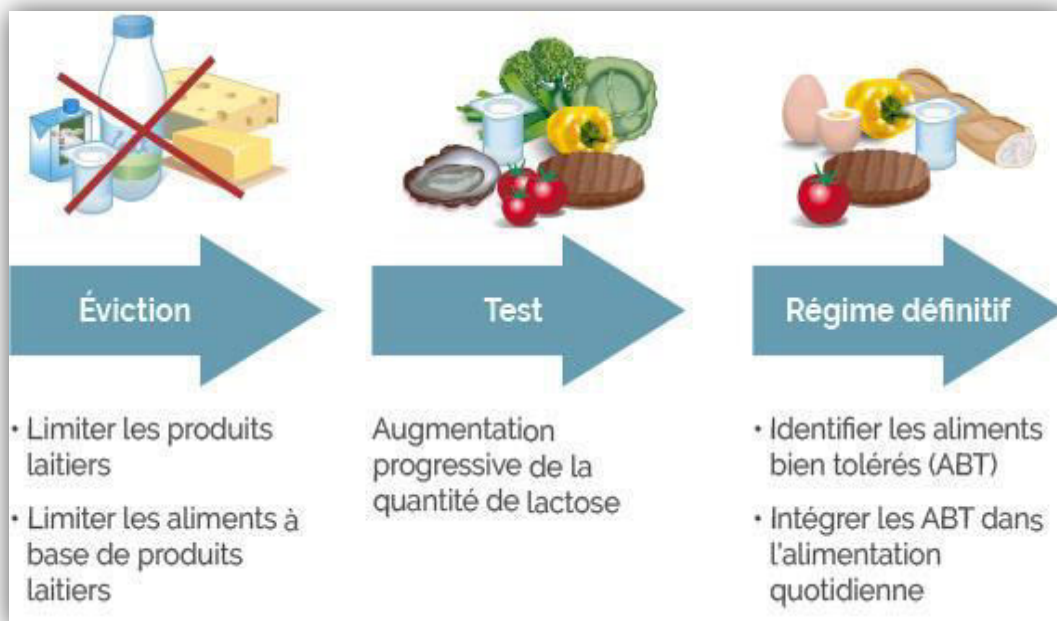 Éviction
• Limiter les produits
laitiers
• Limiter les aliments à
base de produits
laitiers
Test
Augmentation
progressive de la
quantité de lactose
Régime définitif
• Identifier les aliments
bien tolérés (ABT)
• Intégrer les ABT dans
l'alimentation
quotidienne